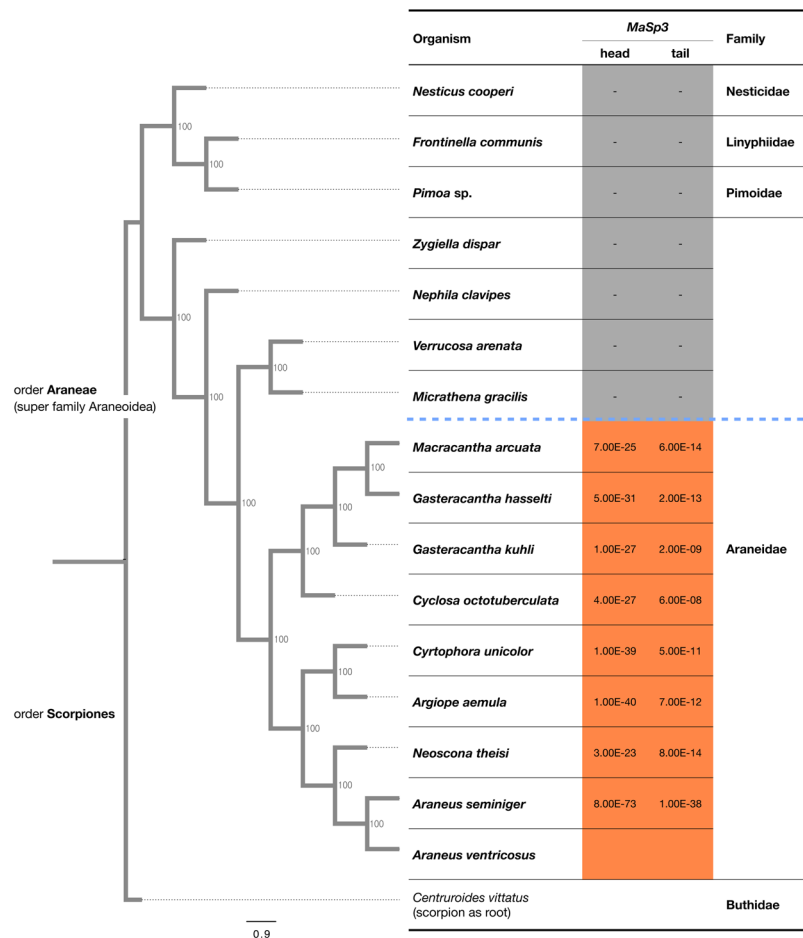 MaSp3
Organism Family
head tail
Nesticus cooperi - - Nesticidae
100
Frontinella communis - - Linyphiidae
100
Pimoa sp. - - Pimoidae
Zygiella dispar - -
Nephila clavipes - -
100
Verrucosa arenata - -
100
order Araneae
(super family Araneoidea)
Micrathena gracilis - -
100
Macracantha arcuata 7.00E-25 6.00E-14
100
Gasteracantha hasselti 5.00E-31 2.00E-13
100
100
Gasteracantha kuhli 1.00E-27 2.00E-09 Araneidae
100
Cyclosa octotuberculata 4.00E-27 6.00E-08
100
Cyrtophora unicolor 1.00E-39 5.00E-11
100
Argiope aemula 1.00E-40 7.00E-12
order Scorpiones
100
Neoscona theisi 3.00E-23 8.00E-14
100
Araneus seminiger 8.00E-73 1.00E-38
100
Araneus ventricosus
Centruroides vittatus
(scorpion as root)
Buthidae
0.9